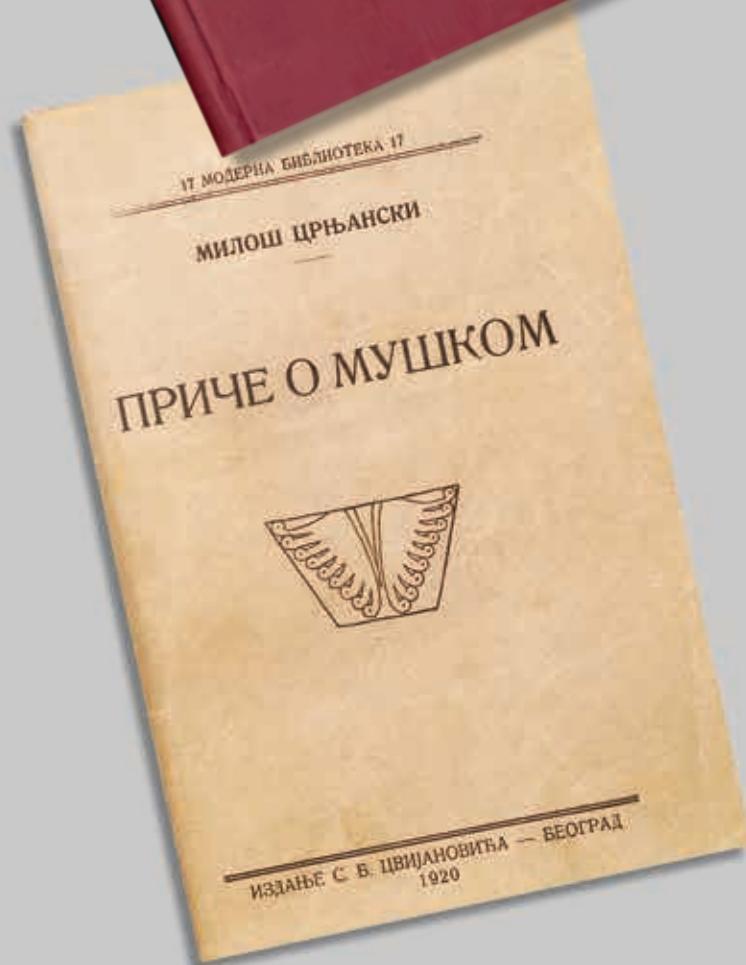 17 МОДЕРНА БИБЛИОТЕКА 17
МИЛОШ ЦРЊАНСКИ
ПРИЧЕ О МУШКОМ
ИЗДАЊЕ С. Б. ЦВИЈАНОВИЋА — БЕОГРАД
1920